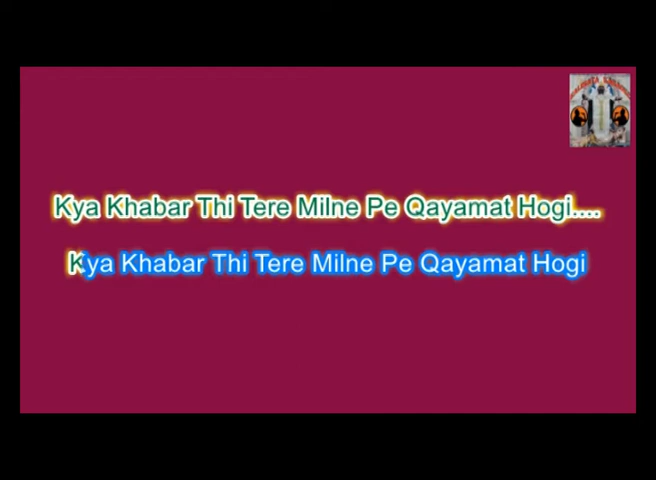 Kya Khabar Thi Tere Milne Pe Qayamat Hogi....
Kya Khabar Thi Tere Milne Pe Qayamat Hogi